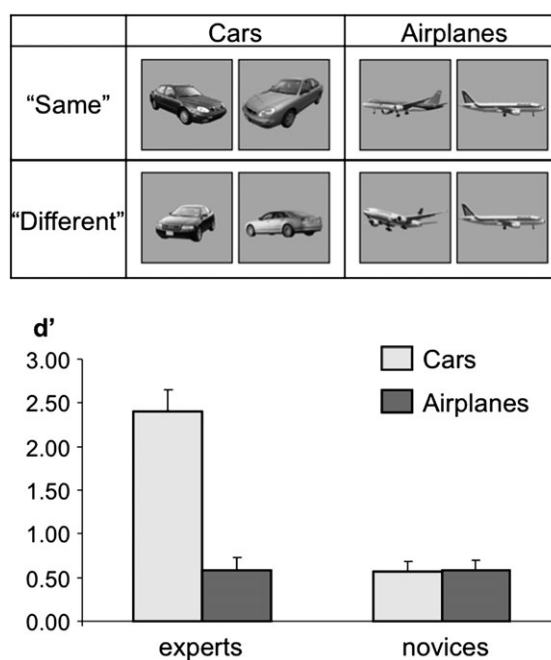 Cars Airplanes
“Same”
“Different”
d’
3.00
2.50
2.00
1.50
1.00
0.50
0.00
Cars
Airplanes
experts novices